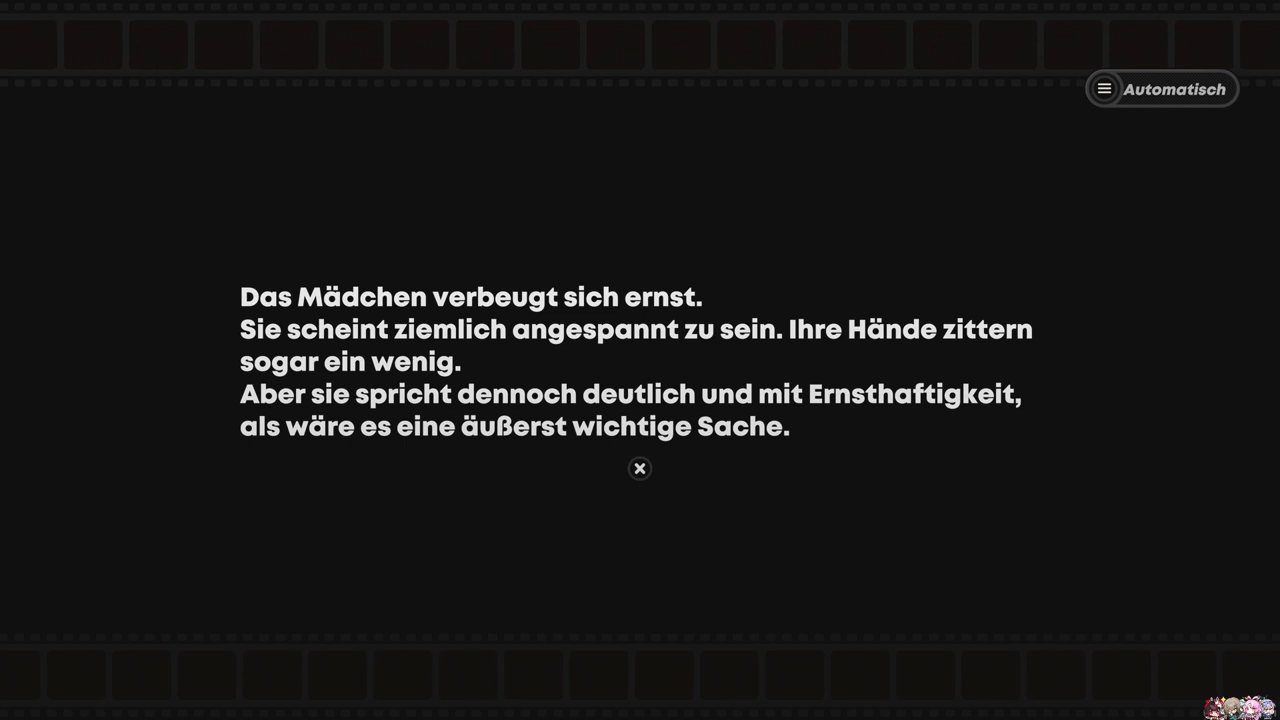 Automatisch
Das Mädchen verbeugt sich ernst.
Sie scheint ziemlich angespannt zu sein. Ihre Hände zittern
sogar ein wenig.
Aber sie spricht dennoch deutlich und mit Ernsthaftigkeit,
als wäre es eine äußerst wichtige Sache.